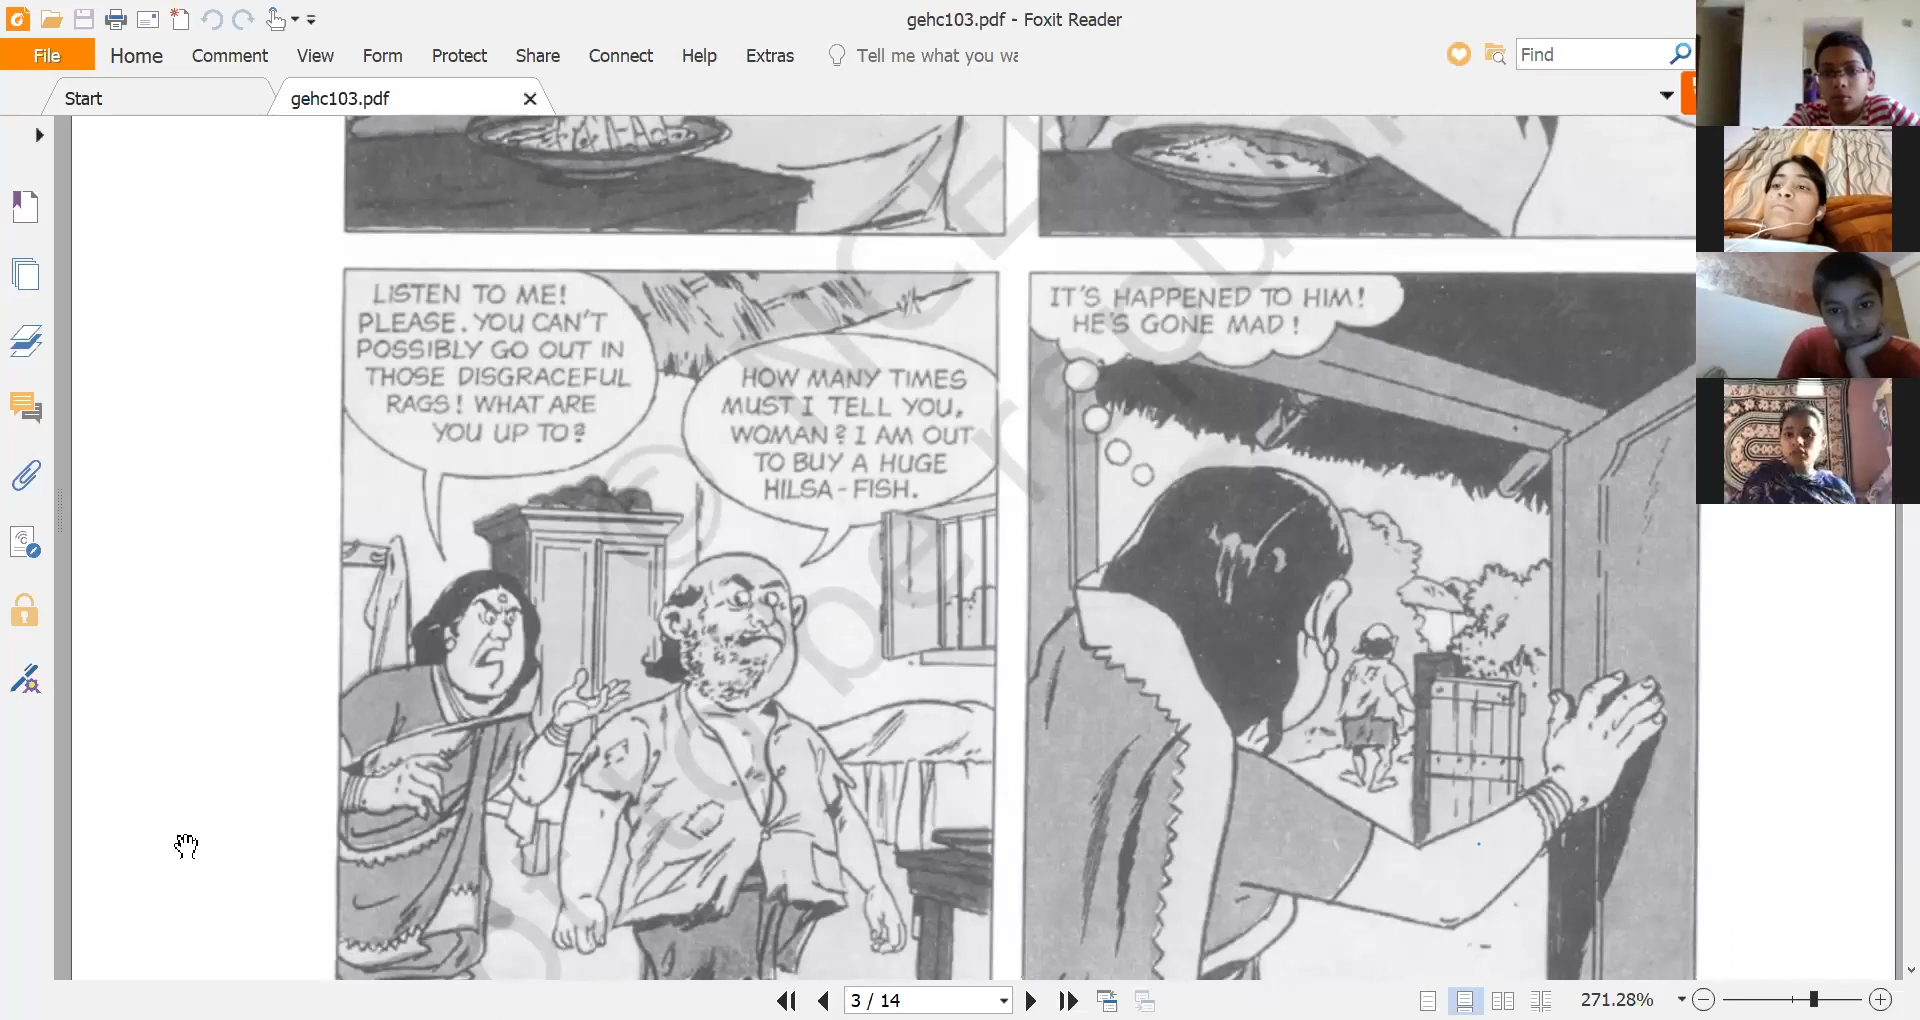 gehc103.pdf - Foxit Reader
File Home Comment View Form Protect Share Connect Help Extras Tell me what you wa
Find
Start gehc103.pdf
LISTEN TO ME!
PLEASE. YOU CAN'T
POSSIBLY GO OUT IN
THOSE DISGRACEFUL
RAGS! WHAT ARE
YOU UP TO?
HOW MANY TIMES
MUST I TELL YOU,
WOMAN? I AM OUT
TO BUY A HUGE
HILSA-FISH.
IT'S HAPPENED TO HIM!
HE'S GONE MAD!
3 / 14
271.28%